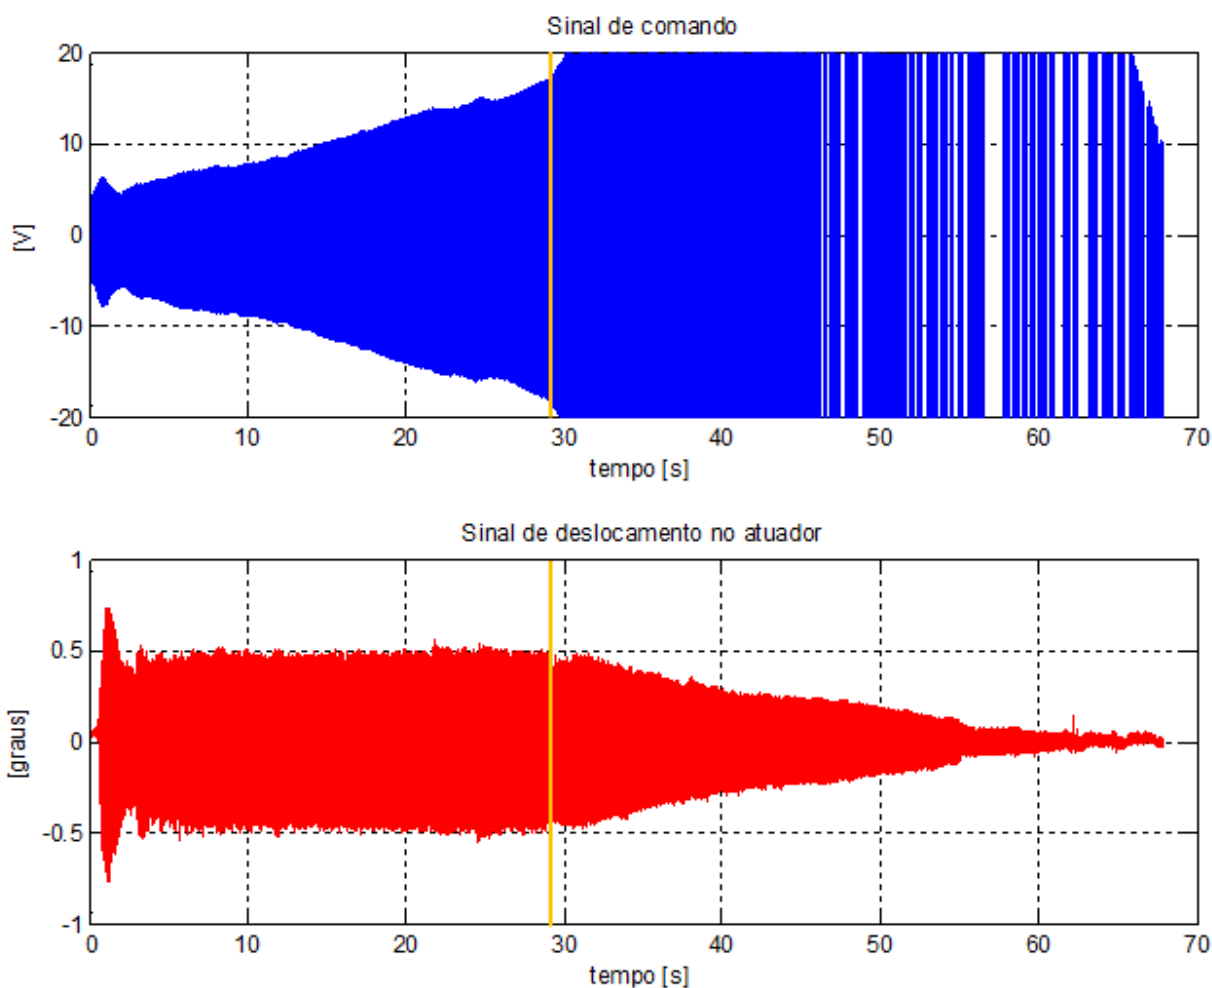 Sinal de comando
20
10
0
-10
-20
[V]
0 10 20 30 40 50 60 70
tempo [s]
Sinal de deslocamento no atuador
1
0.5
0
-0.5
-1
[graus]
0 10 20 30 40 50 60 70
tempo [s]